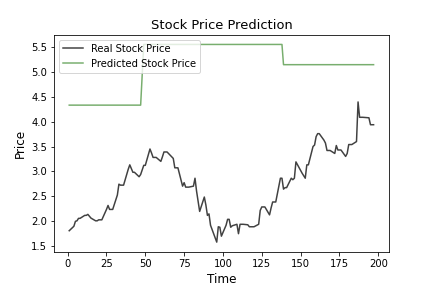 Stock Price Prediction
Real Stock Price
Predicted Stock Price
Price
5.5
5.0
4.5
4.0
3.5
3.0
2.5
2.0
1.5
0 25 50 75 100 125 150 175 200
Time